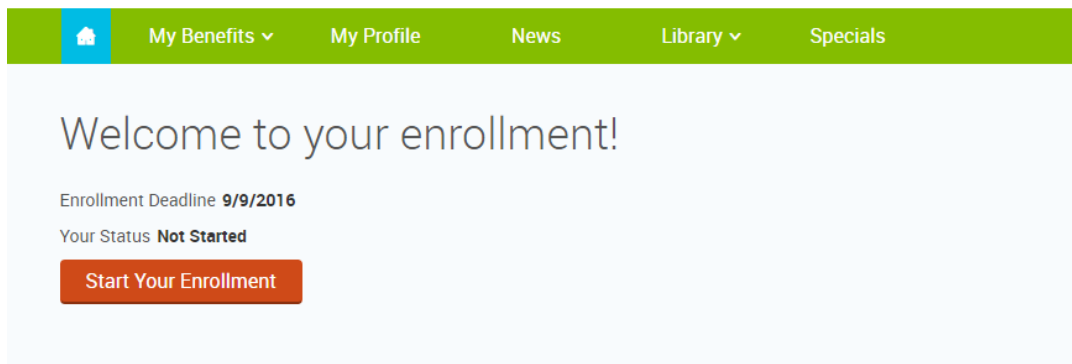 My Benefits My Profile News Library Specials
Welcome to your enrollment!
Enrollment Deadline 9/9/2016
Your Status Not Started
Start Your Enrollment